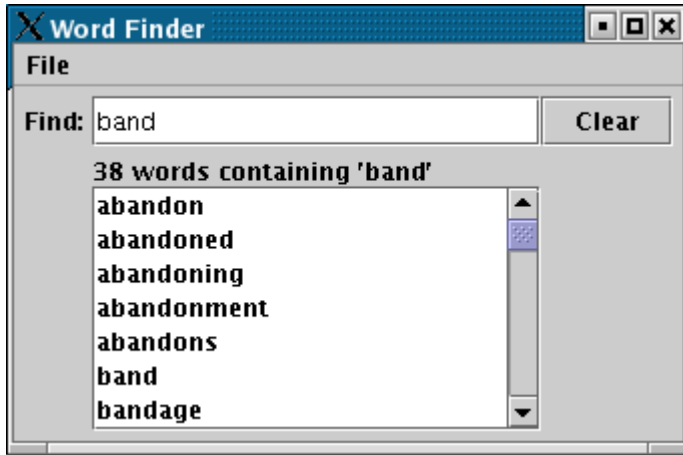 Word Finder
File
Find: band Clear
38 words containing 'band'
abandon
abandoned
abandoning
abandonment
abandons
band
bandage